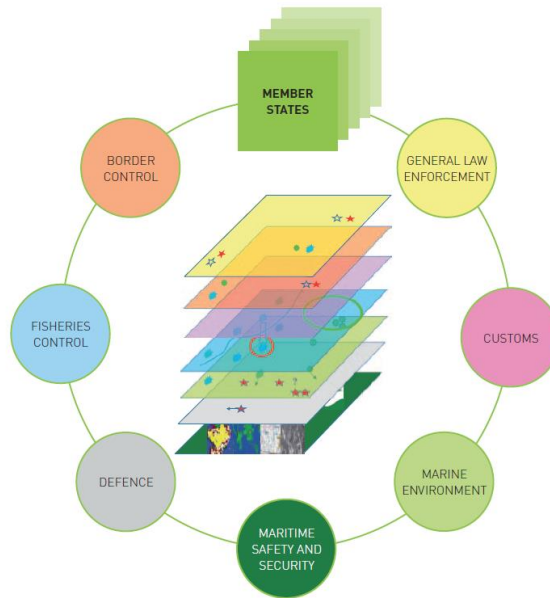 MEMBER
STATES
BORDER
CONTROL
GENERAL LAW
ENFORCEMENT
FISHERIES
CONTROL
CUSTOMS
DEFENCE
MARINE
ENVIRONMENT
MARITIME
SAFETY AND
SECURITY